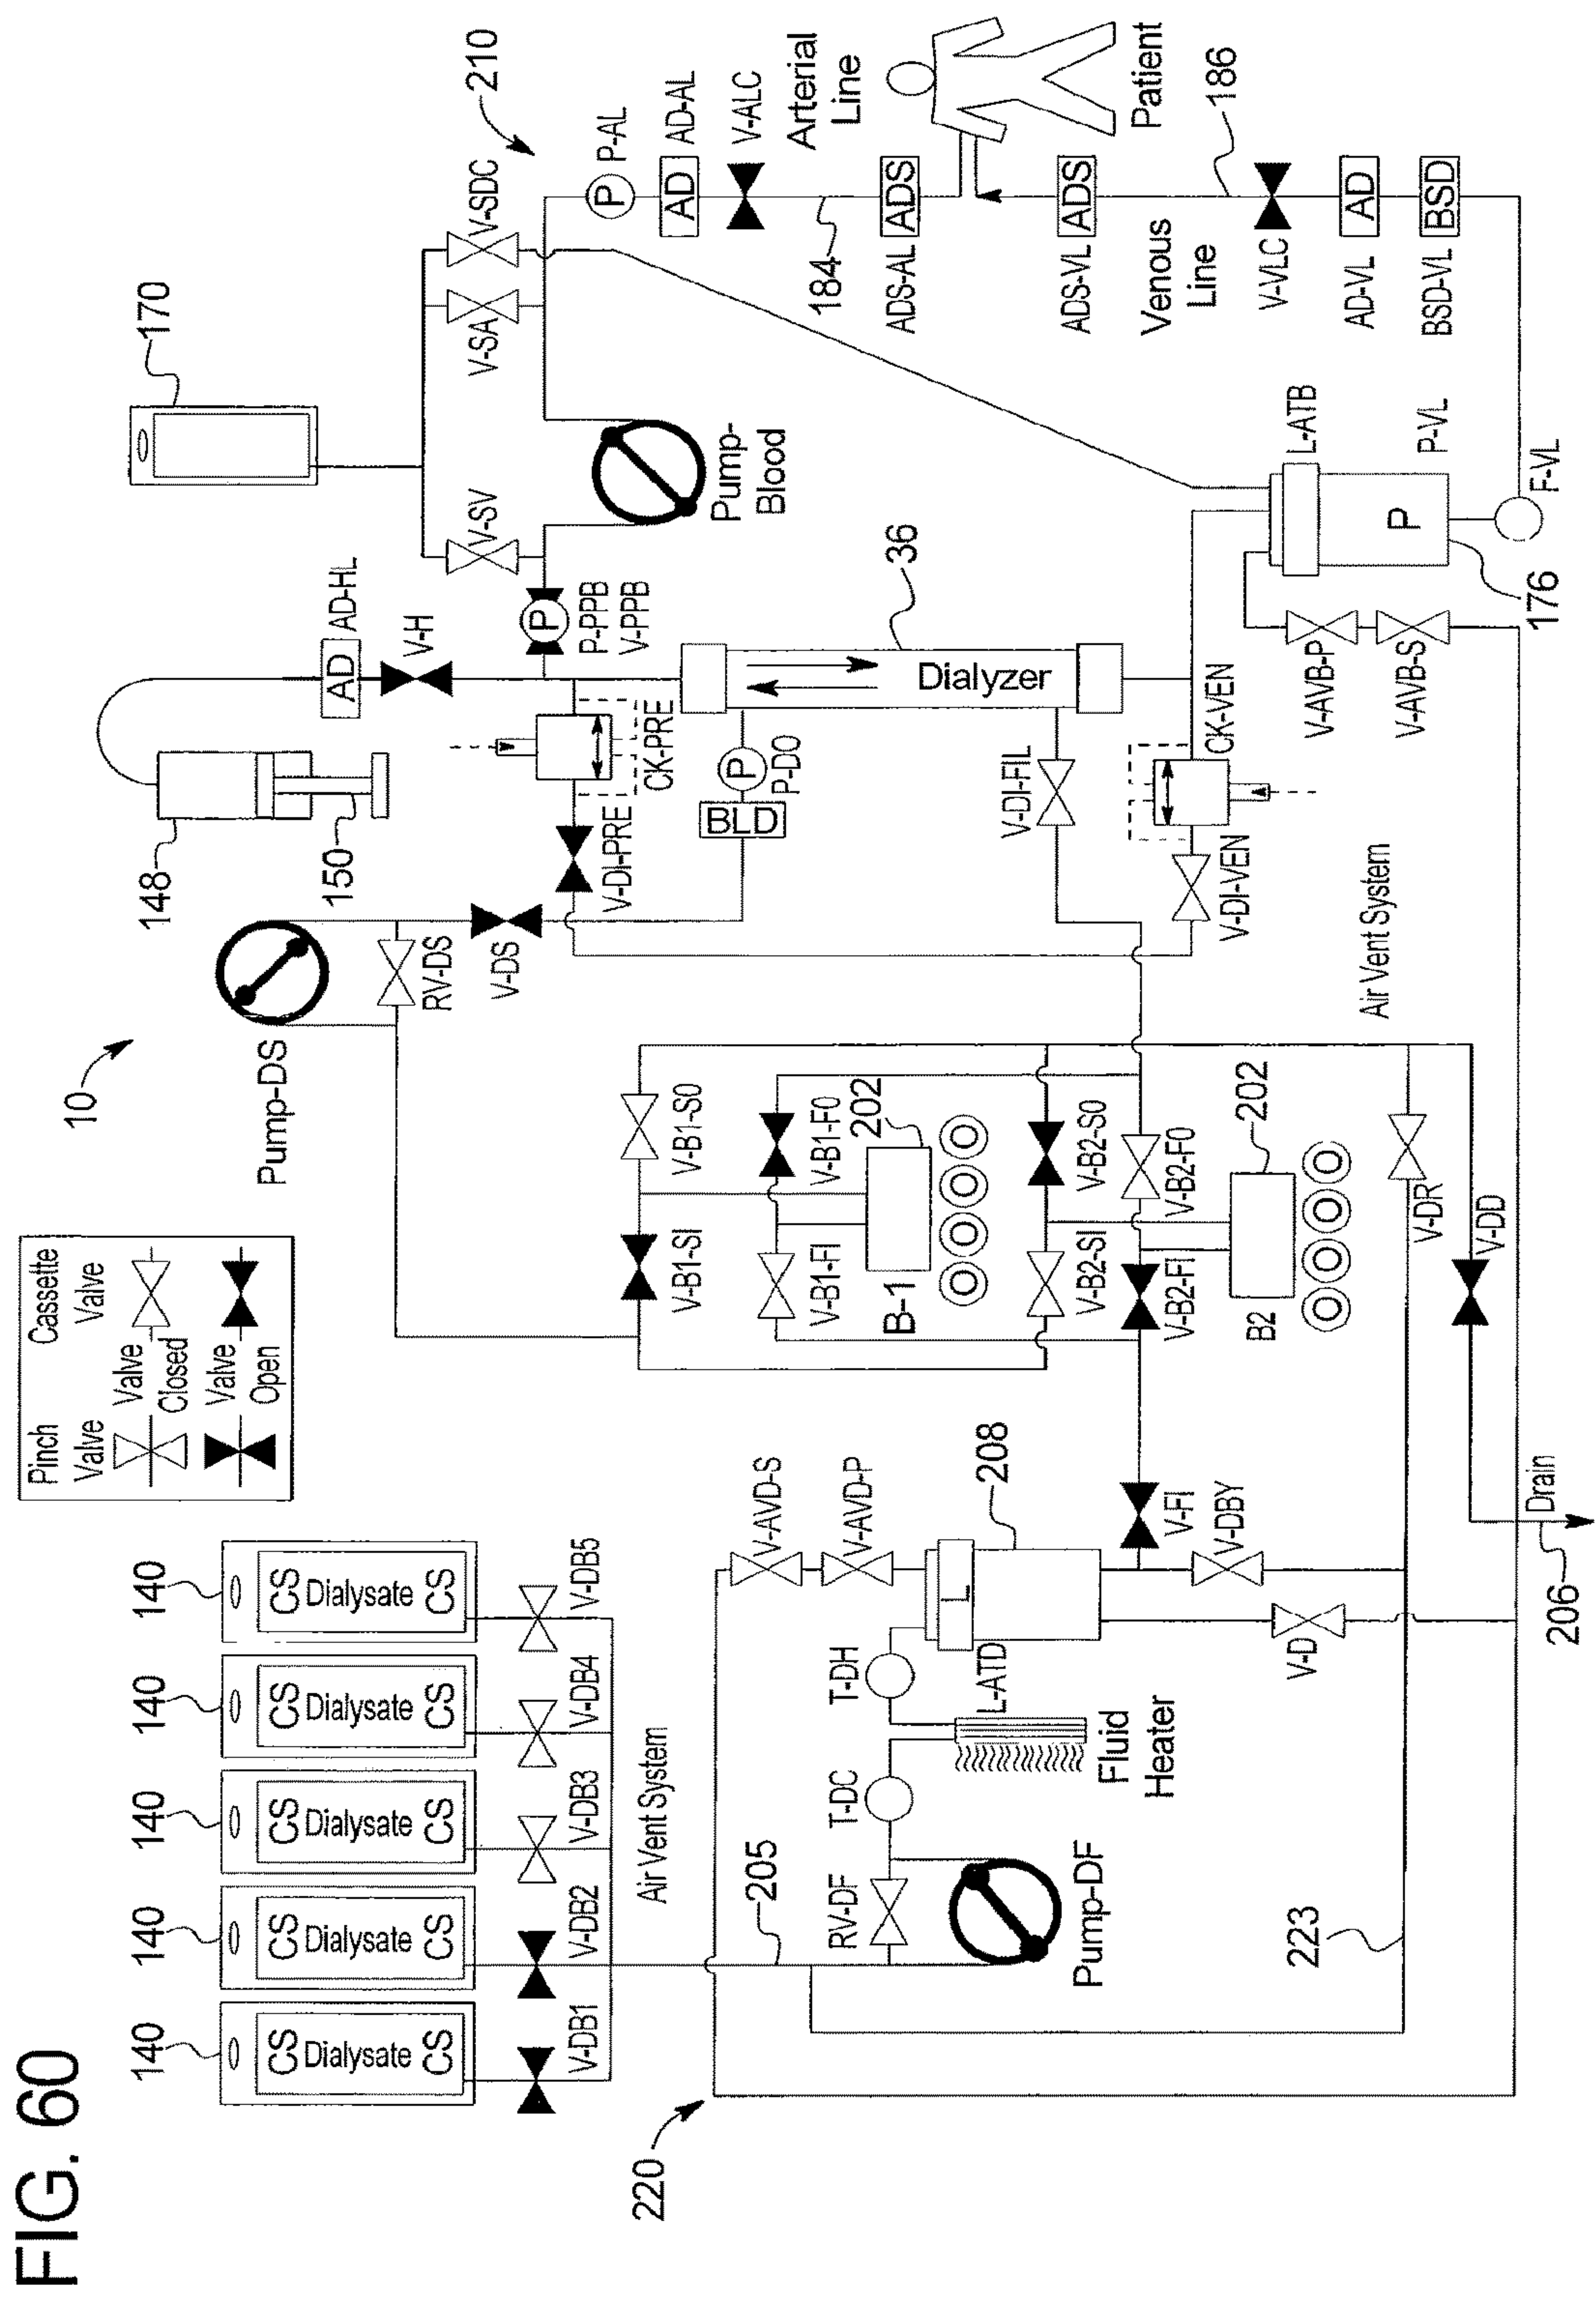 FIG. 60
140
140
140
140
140
CS
Dialysate
CS
CS
Dialysate
CS
CS
Dialysate
CS
CS
Dialysate
CS
CS
Dialysate
CS
V-DB1
V-DB2
V-DB3
V-DB4
V-DB5
Air Vent System
Pinch
Valve
Cassette
Valve
Valve
Closed
Valve
Open
10
Pump-DS
RV-DS
V-DS
148
150
AD
AD-HL
V-H
170
V-SV
V-SA
V-SDC
210
P
P-PPB
V-PPB
Pump-
Blood
P
P-AL
AD
AD-AL
V-ALC
Arterial
Line
184
ADS
ADS-AL
Patient
ADS
ADS-VL
Venous
Line
186
V-VLC
AD
AD-VL
BSD
BSD-VL
CK-PRE
V-DI-PRE
BLD
P
P-DO
Dialyzer
36
V-DI-FIL
CK-VEN
V-DI-VEN
L-ATB
P
P-VL
176
F-VL
V-AVB-P
V-AVB-S
Air Vent System
V-B1-SI
V-B1-S0
V-B1-FI
V-B1-F0
B-1
202
V-B2-SI
V-B2-S0
V-B2-FI
V-B2-F0
B2
202
V-DR
V-DD
220
205
RV-DF
Pump-DF
T-DC
T-DH
Fluid
Heater
V-AVD-S
V-AVD-P
L
L-ATD
208
V-FI
V-DBY
V-D
223
206
Drain